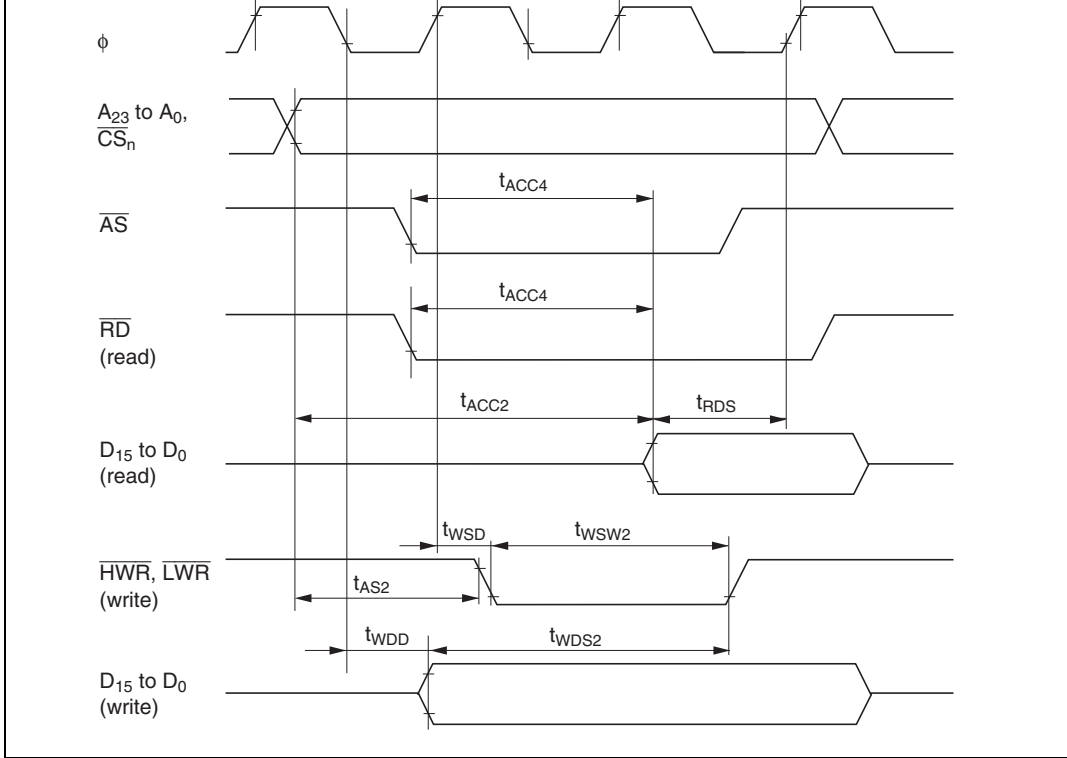 φ
A23 to A0,
CSn
tACC4
AS
tACC4
RD
(read)
tACC2
tRDS
D15 to D0
(read)
tWSD
tWSW2
HWR, LWR
(write)
tAS2
tWDD
tWDS2
D15 to D0
(write)